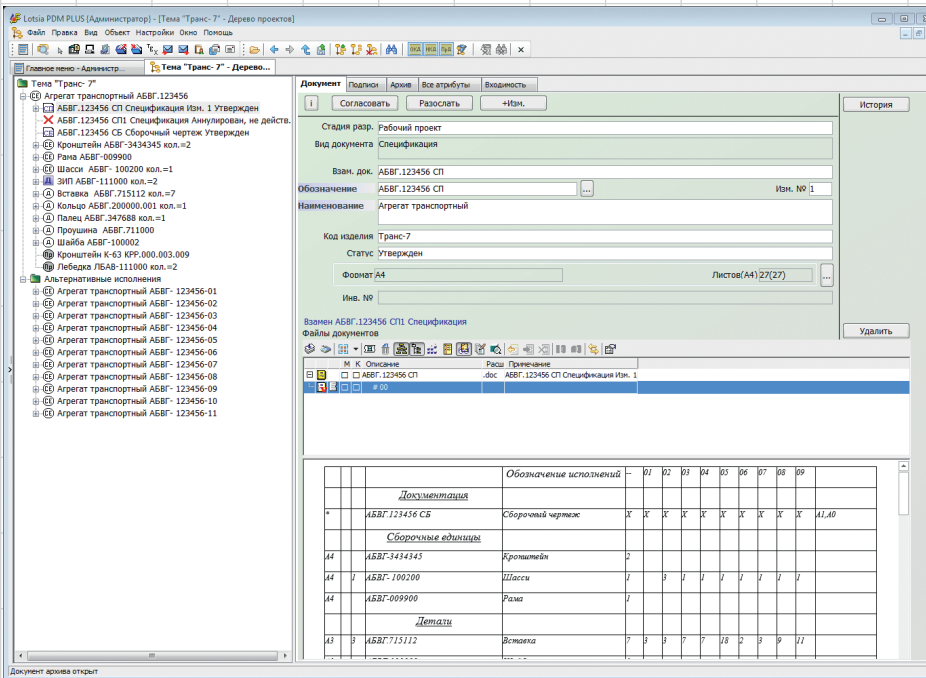 Lotsia PDM PLUS (Администратор) - [Тема "Транс- 7" - Дерево проектов]
Файл Правка Вид Объект Настройки Окно Помощь
Главное меню - Администр...
Тема "Транс- 7" - Дерево...
Тема "Транс- 7"
Агрегат транспортный АБВГ.123456
АБВГ.123456 СП Спецификация Изм. 1 Утвержден
АБВГ.123456 СП1 Спецификация Аннулирован, не действ.
АБВГ.123456 СБ Сборочный чертеж Утвержден
Кронштейн АБВГ-3434345 кол.=2
Рама АБВГ-009900
Шасси АБВГ- 100200 кол.=1
ЗИП АБВГ-111000 кол.=2
Вставка АБВГ.715112 кол.=7
Кольцо АБВГ.200000.001 кол.=1
Палец АБВГ.347688 кол.=1
Проушина АБВГ.711000
Шайба АБВГ-100002
Кронштейн К-63 КРР.000.003.009
Лебедка ЛБАВ-111000 кол.=2
Альтернативные исполнения
Агрегат транспортный АБВГ- 123456-01
Агрегат транспортный АБВГ- 123456-02
Агрегат транспортный АБВГ- 123456-03
Агрегат транспортный АБВГ- 123456-04
Агрегат транспортный АБВГ- 123456-05
Агрегат транспортный АБВГ- 123456-06
Агрегат транспортный АБВГ- 123456-07
Агрегат транспортный АБВГ- 123456-08
Агрегат транспортный АБВГ- 123456-09
Агрегат транспортный АБВГ- 123456-10
Агрегат транспортный АБВГ- 123456-11
Документ Подписи Архив Все атрибуты Входимость
i Согласовать Разослать +Изм. История
Стадия разр. Рабочий проект
Вид документа Спецификация
Взам. док. АБВГ.123456 СП
Обозначение АБВГ.123456 СП ... Изм. № 1
Наименование Агрегат транспортный
Код изделия Транс-7
Статус Утвержден
Формат А4 Листов(А4) 27(27) ...
Инв. №
Взамен АБВГ.123456 СП1 Спецификация
Файлы документов
Удалить
М К Описание Расш Примечание
АБВГ.123456 СП .doc АБВГ.123456 СП Спецификация Изм. 1
# 00
Обозначение исполнений -- 01 02 03 04 05 06 07 08 09
Документация
* АБВГ.123456 СБ Сборочный чертеж X X X X X X X X X X А1,А0
Сборочные единицы
А4 АБВГ-3434345 Кронштейн 2
А4 1 АБВГ- 100200 Шасси 1 3 1 1 1 1 1 1 1
А4 АБВГ-009900 Рама 1
Детали
А3 3 АБВГ.715112 Вставка 7 3 3 7 7 18 2 3 9 11
Документ архива открыт